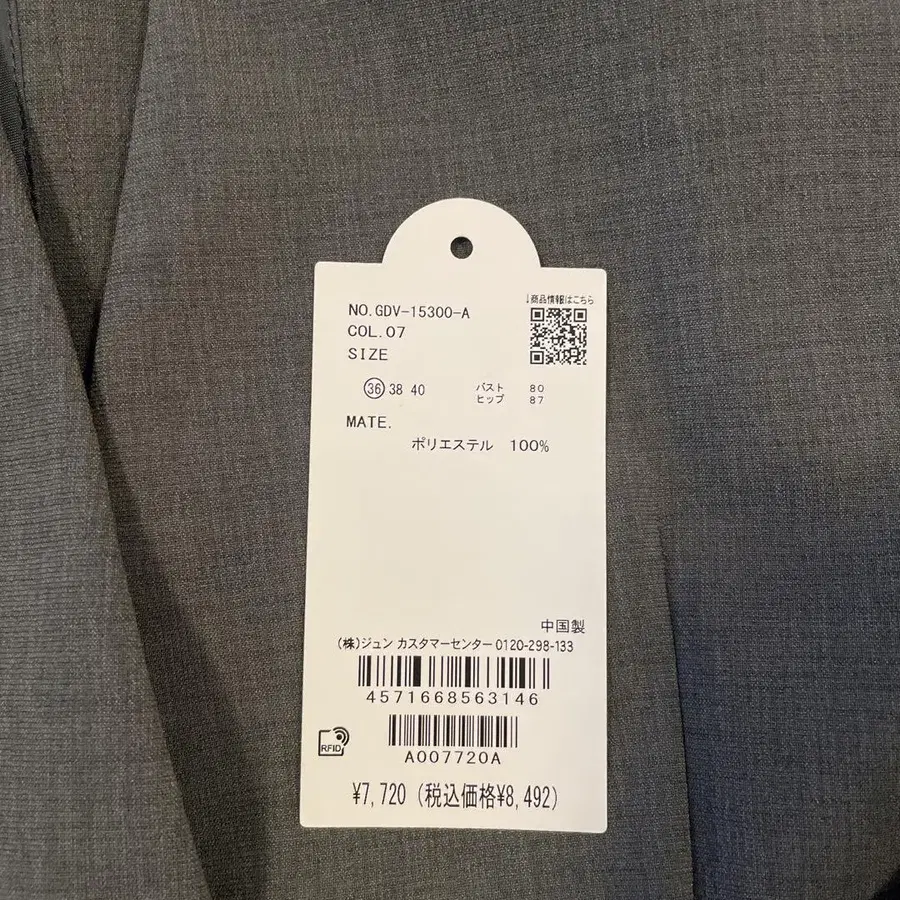 ↓商品情報はこちら
NO.GDV-15300-A
COL.07
SIZE
36 38 40
バスト 80
ヒップ 87
MATE.
ポリエステル 100%
中国製
(株)ジュン カスタマーセンター 0120-298-133
4571668563146
A007720A
RFID
¥7,720 (税込価格¥8,492)